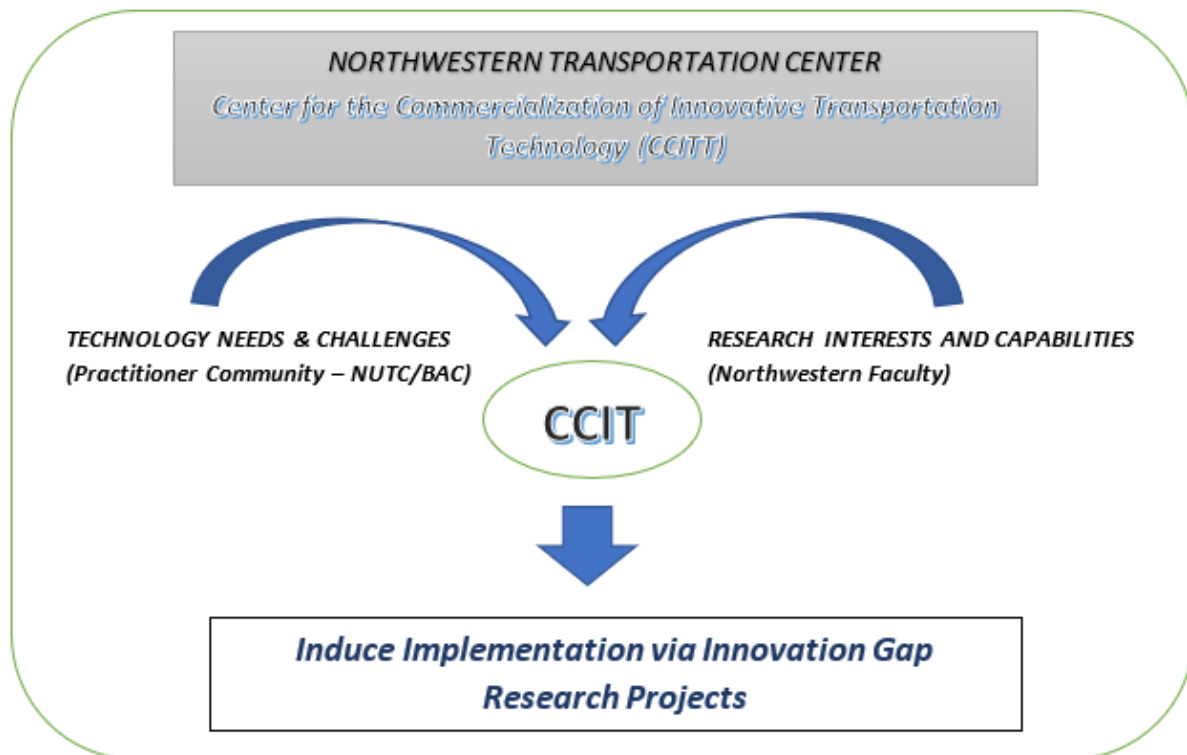 NORTHWESTERN TRANSPORTATION CENTER
Center for the Commercialization of Innovative Transportation
Technology (CCITT)
TECHNOLOGY NEEDS & CHALLENGES
(Practitioner Community – NUTC/BAC)
RESEARCH INTERESTS AND CAPABILITIES
(Northwestern Faculty)
CCIT
Induce Implementation via Innovation Gap
Research Projects